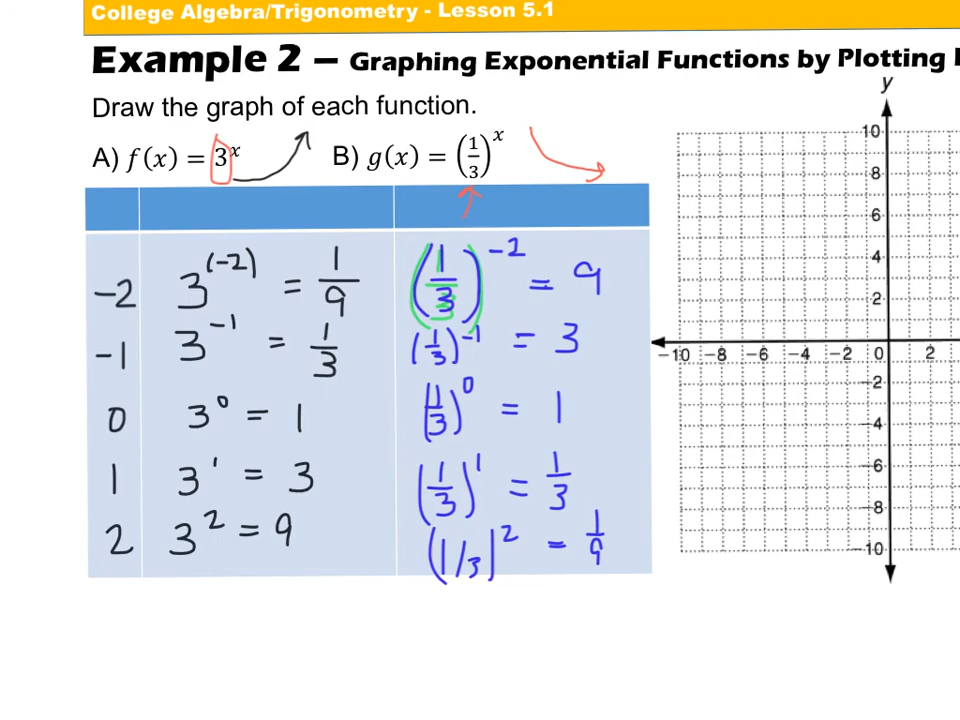 College Algebra/Trigonometry - Lesson 5.1
Example 2 – Graphing Exponential Functions by Plotting
Draw the graph of each function.
A) f(x) = 3^x B) g(x) = (1/3)^x
-2 3^(-2) = 1/9 (1/3)^-2 = 9
-1 3^-1 = 1/3 (1/3)^-1 = 3
0 3^0 = 1 (1/3)^0 = 1
1 3^1 = 3 (1/3)^1 = 1/3
2 3^2 = 9 (1/3)^2 = 1/9
y
10
8
6
4
2
-10 -8 -6 -4 -2 0 2
-2
-4
-6
-8
-10